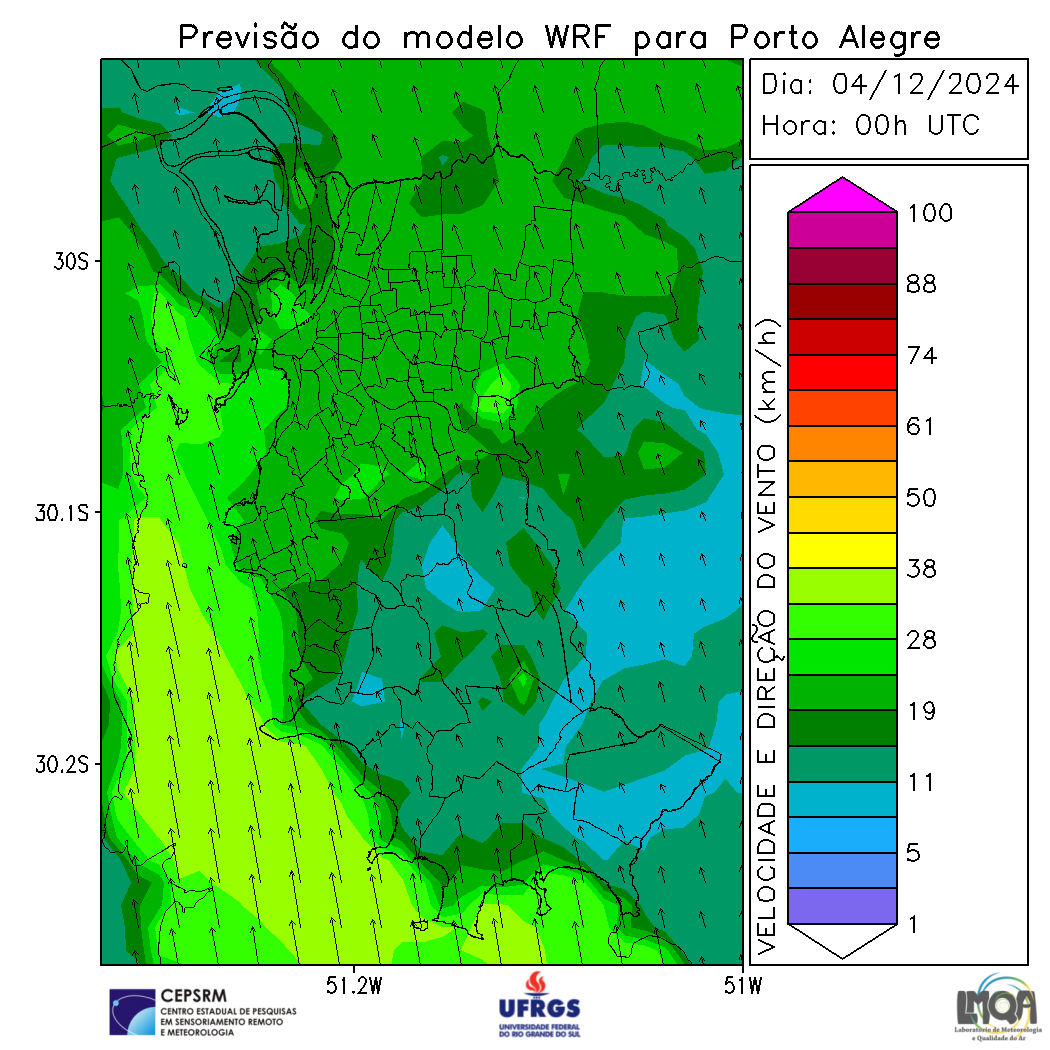 Previsão do modelo WRF para Porto Alegre
Dia: 04/12/2024
Hora: 00h UTC
30S
30.1S
30.2S
51.2W
51W
VELOCIDADE E DIREÇÃO DO VENTO (km/h)
100
88
74
61
50
38
28
19
11
5
1
CEPSRM
CENTRO ESTADUAL DE PESQUISAS
EM SENSORIAMENTO REMOTO
E METEOROLOGIA
UFRGS
UNIVERSIDADE FEDERAL
DO RIO GRANDE DO SUL
LMQA
Laboratório de Meteorologia
e Qualidade do Ar